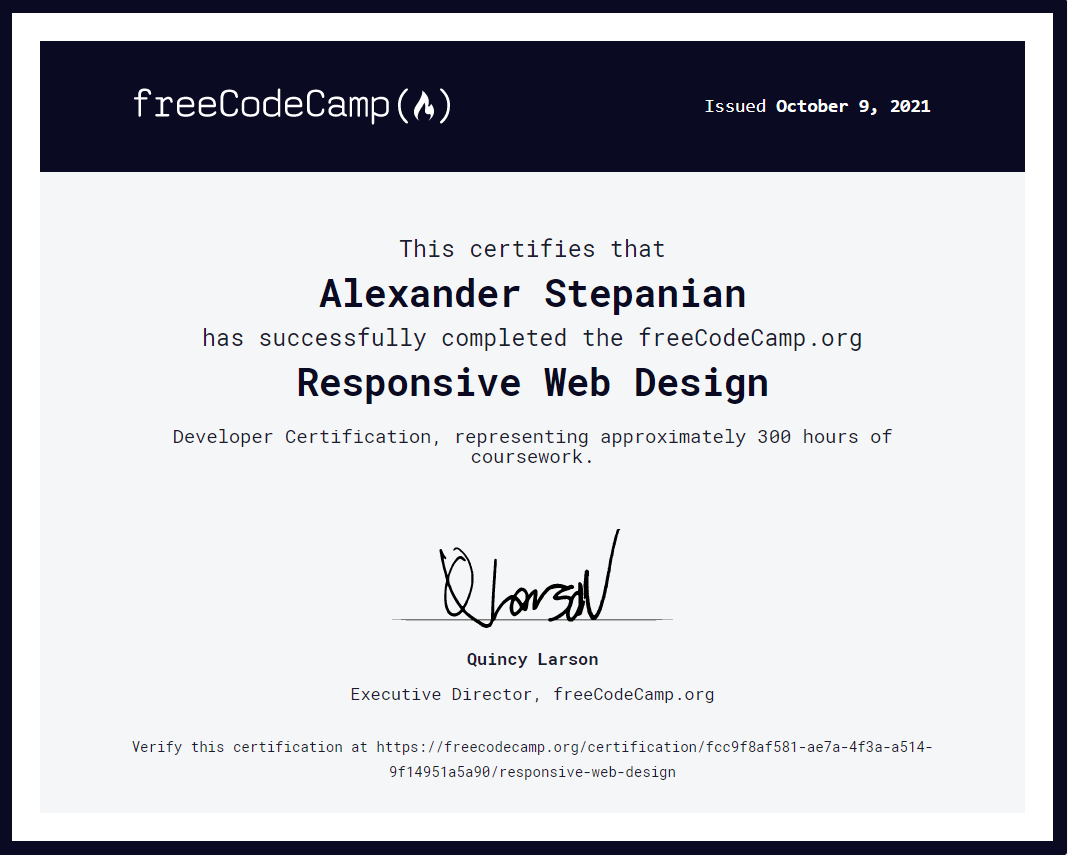 freeCodeCamp
Issued October 9, 2021
This certifies that
Alexander Stepanian
has successfully completed the freeCodeCamp.org
Responsive Web Design
Developer Certification, representing approximately 300 hours of
coursework.
Q Larson
Quincy Larson
Executive Director, freeCodeCamp.org
Verify this certification at https://freecodecamp.org/certification/fcc9f8af581-ae7a-4f3a-a514-
9f14951a5a90/responsive-web-design